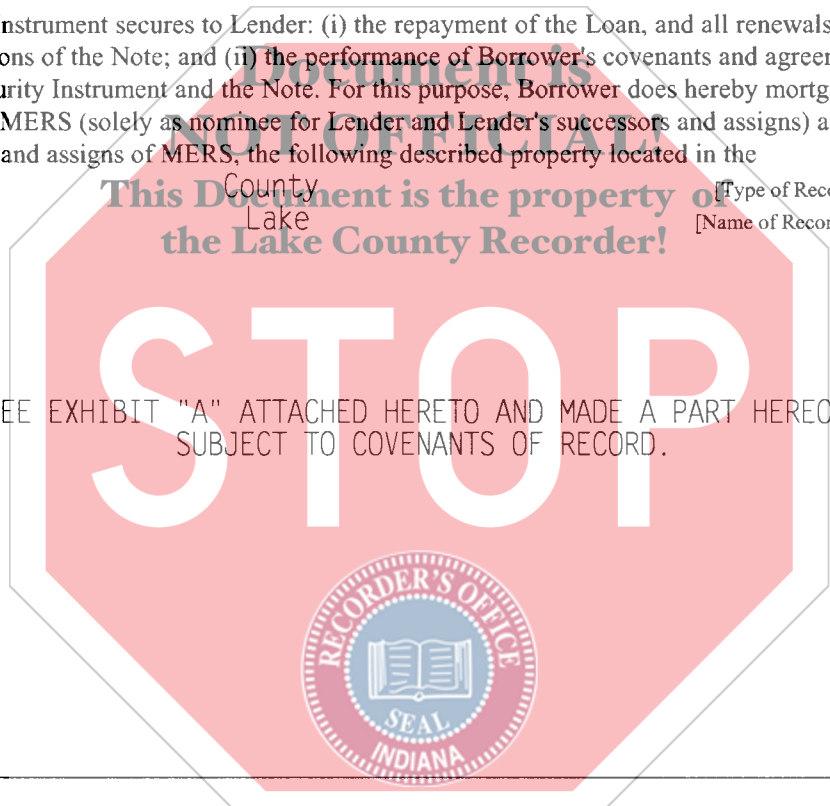 nstrument secures to Lender: (i) the repayment of the Loan, and all renewals
ons of the Note; and (ii) the performance of Borrower's covenants and agreer
Document is
urity Instrument and the Note. For this purpose, Borrower does hereby mortg
MERS (solely as nominee for Lender and Lender's successors and assigns) a
NOT OFFICIAL!
and assigns of MERS, the following described property located in the
County [Type of Reco
This Document is the property of
Lake [Name of Recor
the Lake County Recorder!
STOP
EE EXHIBIT "A" ATTACHED HERETO AND MADE A PART HEREO
SUBJECT TO COVENANTS OF RECORD.
RECORDER'S OFFICE
SEAL
INDIANA